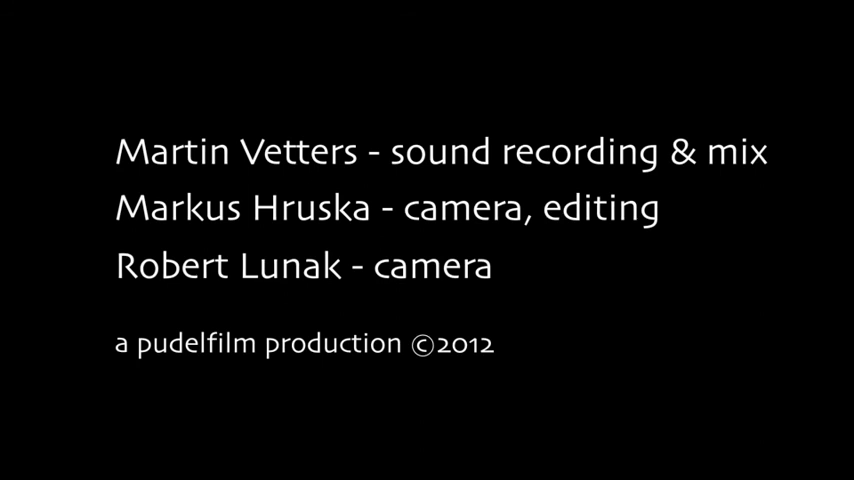 Martin Vetters - sound recording & mix
Markus Hruska - camera, editing
Robert Lunak - camera
a pudelfilm production ©2012